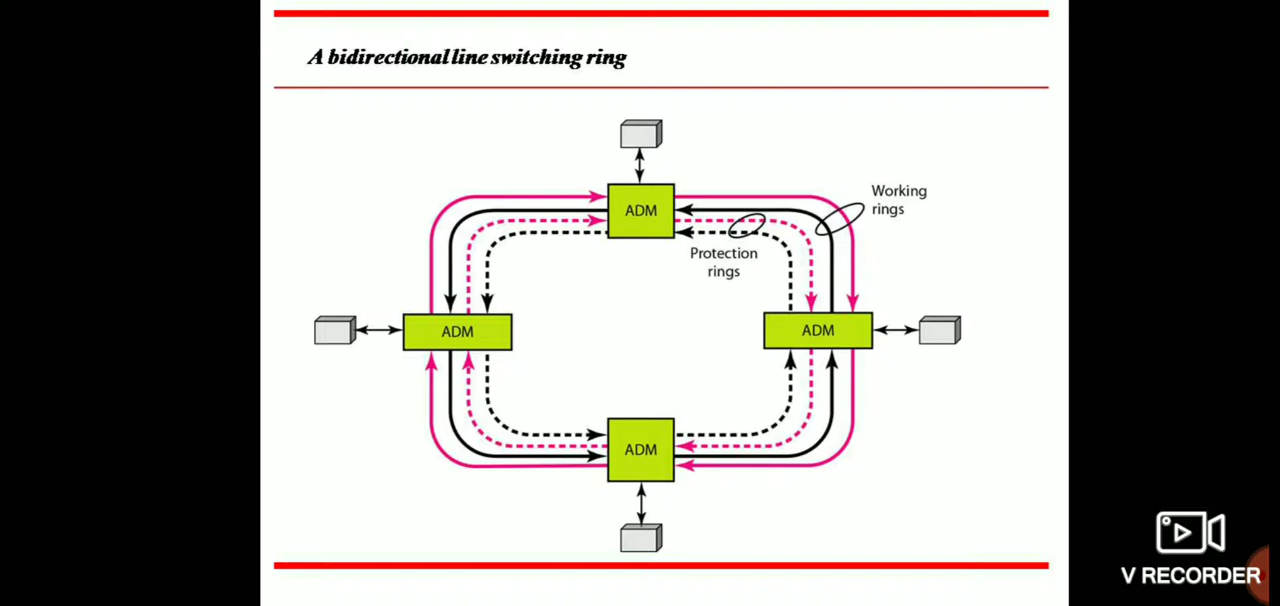 A bidirectional line switching ring
ADM
Working
rings
Protection
rings
ADM
ADM
ADM
V RECORDER